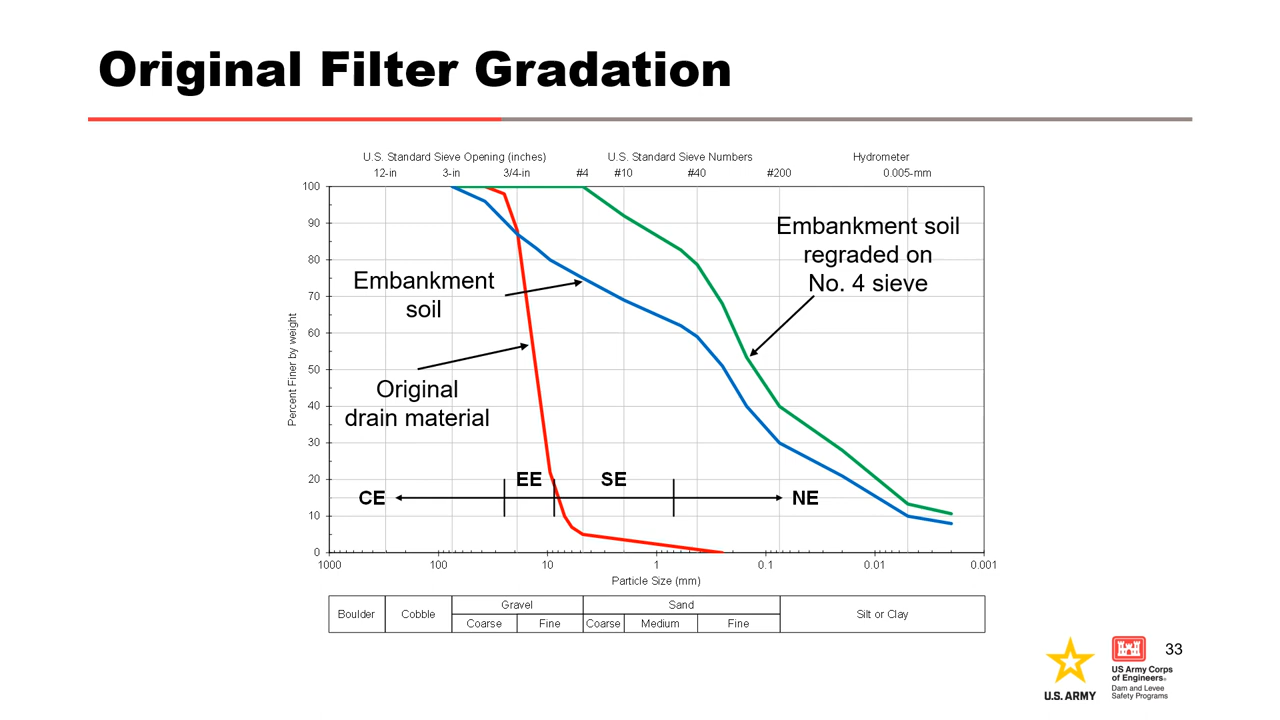 Original Filter Gradation
U.S. Standard Sieve Opening (inches)
U.S. Standard Sieve Numbers
Hydrometer
12-in
3-in
3/4-in
#4
#10
#40
#200
0.005-mm
100
90
80
70
60
50
40
30
20
10
0
Percent Finer by weight
Embankment
soil
Original
drain material
Embankment soil
regraded on
No. 4 sieve
CE
EE
SE
NE
1000
100
10
1
0.1
0.01
0.001
Particle Size (mm)
Boulder
Cobble
Gravel
Coarse
Fine
Sand
Coarse
Medium
Fine
Silt or Clay
U.S. ARMY
US Army Corps
of Engineers®
Dam and Levee
Safety Programs
33